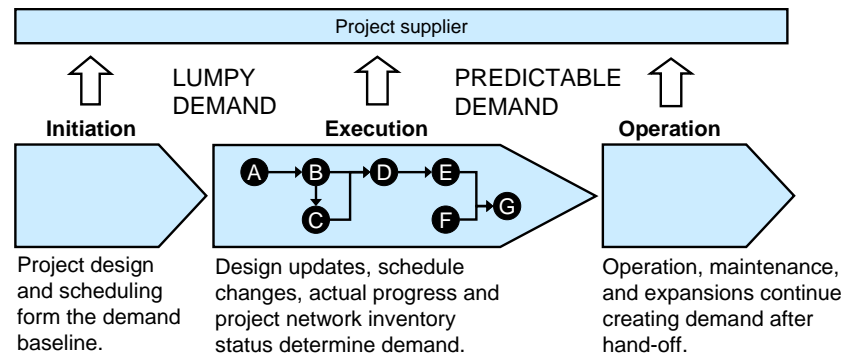 Project supplier
LUMPY
DEMAND
PREDICTABLE
DEMAND
Initiation
Execution
Operation
A
B
D
E
C
F
G
Project design
and scheduling
form the demand
baseline.
Design updates, schedule
changes, actual progress and
project network inventory
status determine demand.
Operation, maintenance,
and expansions continue
creating demand after
hand-off.